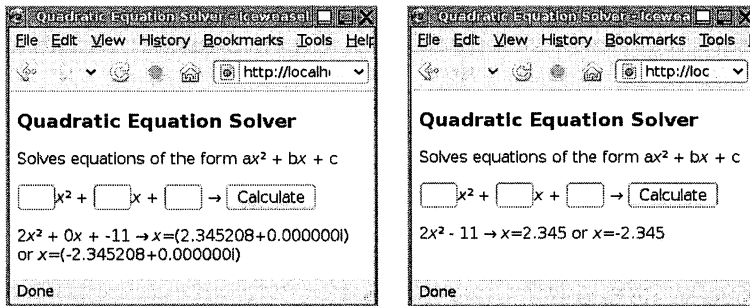 Quadratic Equation Solver - Iceweasel
File Edit View History Bookmarks Tools Help
http://localh
Quadratic Equation Solver
Solves equations of the form ax² + bx + c
x² + x + → Calculate
2x² + 0x + -11 → x=(2.345208+0.000000i)
or x=(-2.345208+0.000000i)
Done
Quadratic Equation Solver - Icewea
File Edit View History Bookmarks Tools
http://loc
Quadratic Equation Solver
Solves equations of the form ax² + bx + c
x² + x + → Calculate
2x² - 11 → x=2.345 or x=-2.345
Done